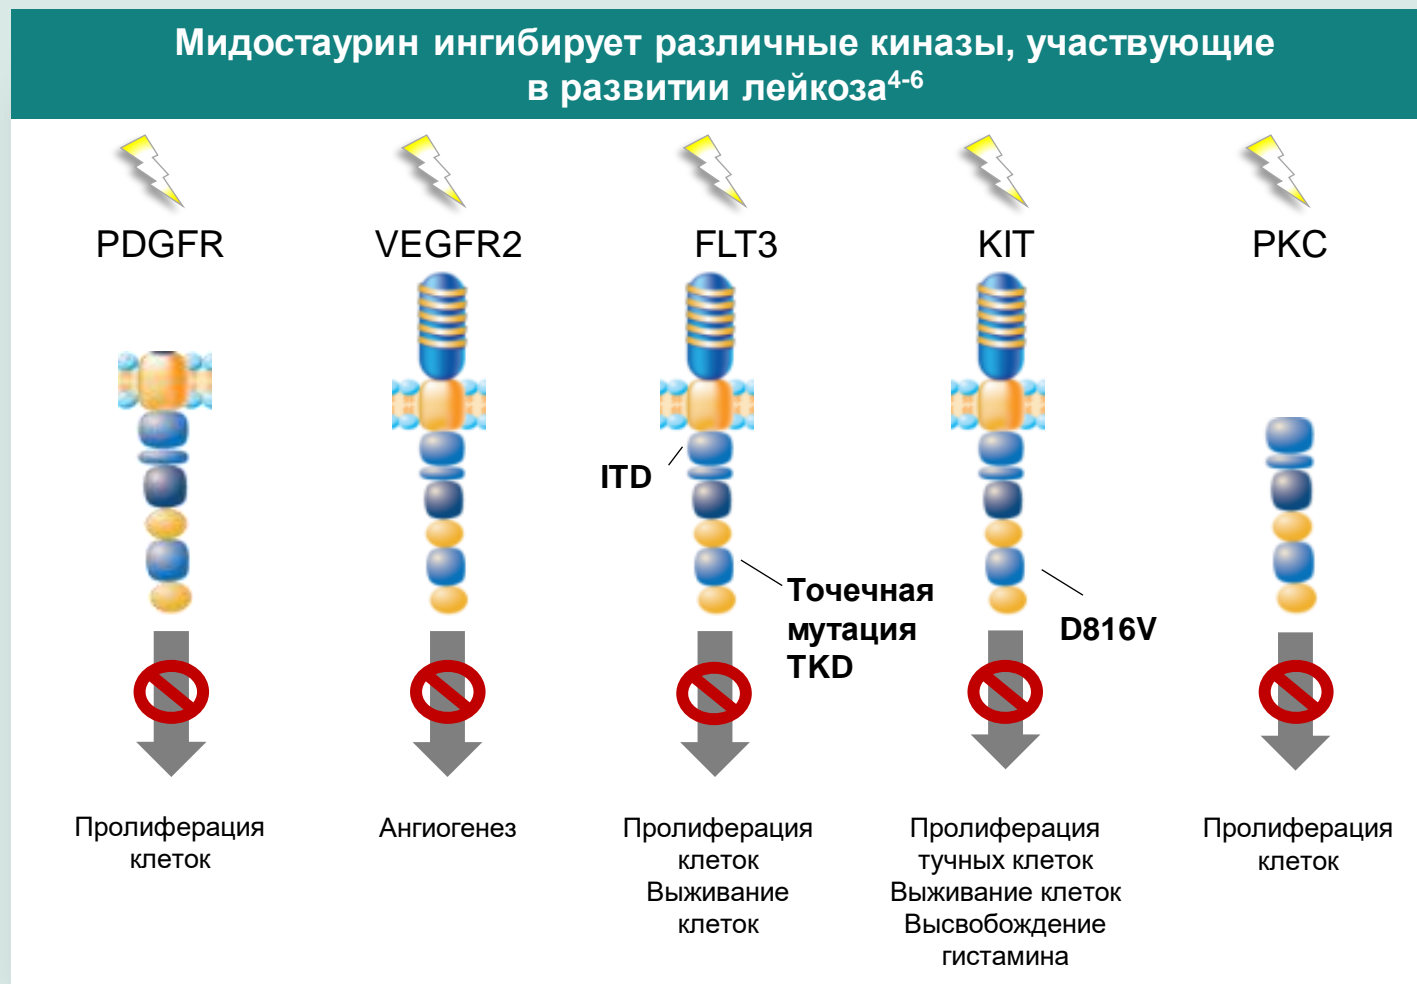 Мидостаурин ингибирует различные киназы, участвующие
в развитии лейкоза4-6
PDGFR
VEGFR2
FLT3
KIT
PKC
ITD
Точечная
мутация
TKD
D816V
Пролиферация
клеток
Ангиогенез
Пролиферация
клеток
Выживание
клеток
Пролиферация
тучных клеток
Выживание клеток
Высвобождение
гистамина
Пролиферация
клеток